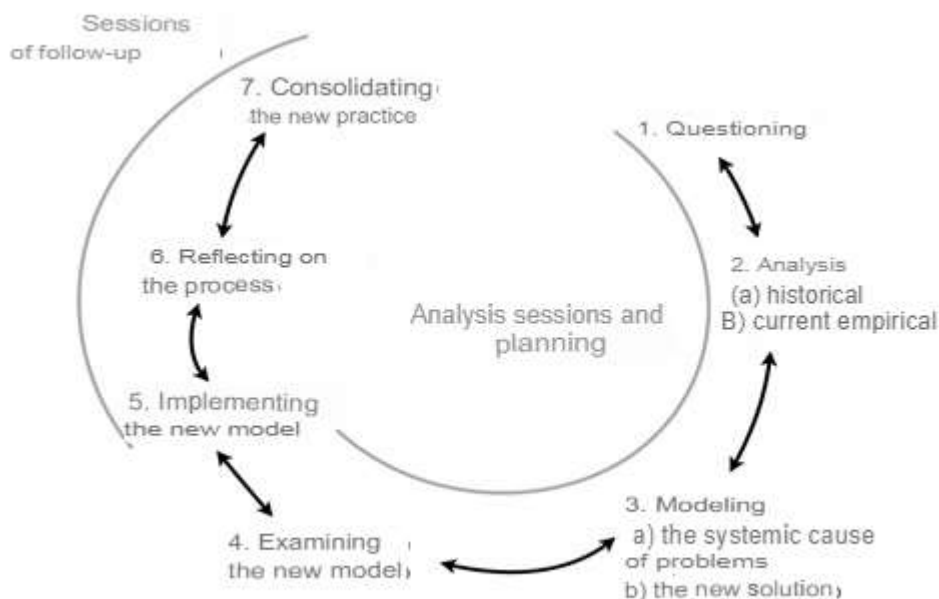 Sessions
of follow-up
7. Consolidating
the new practice
1. Questioning
6. Reflecting on
the process
2. Analysis
(a) historical
B) current empirical
Analysis sessions and
planning
5. Implementing
the new model
3. Modeling
a) the systemic cause
of problems
b) the new solution
4. Examining
the new model